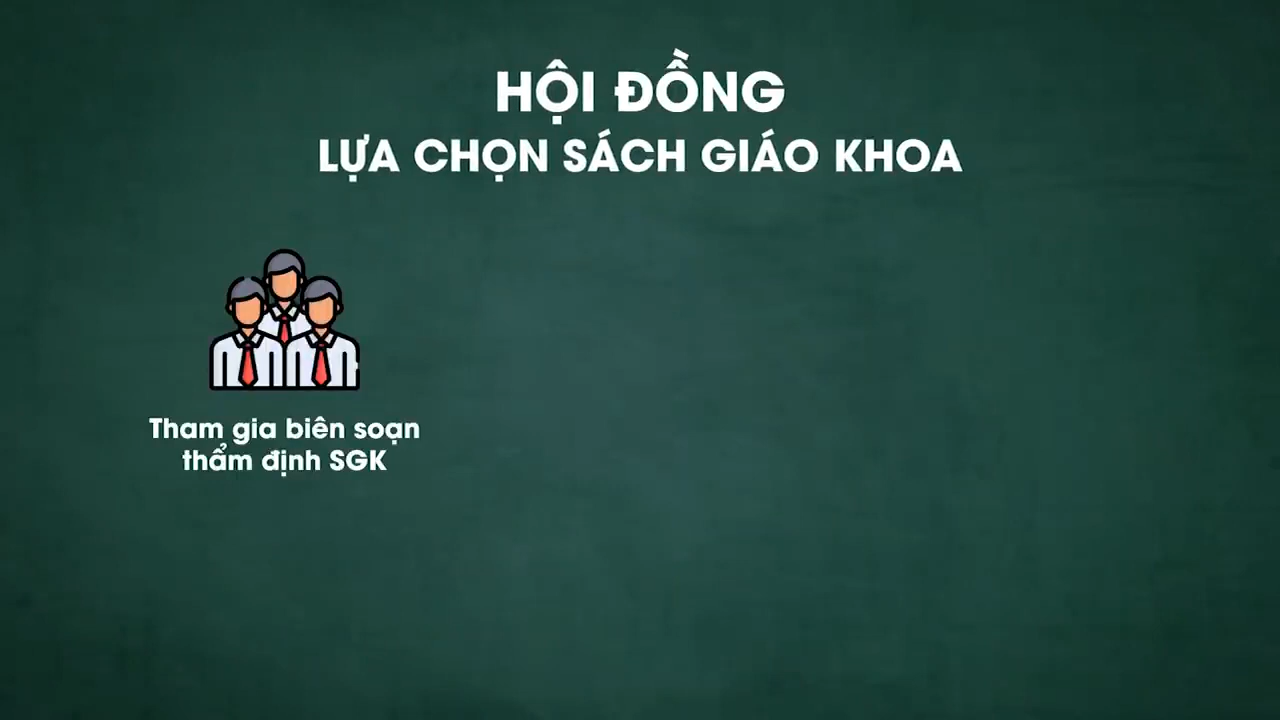 HỘI ĐỒNG
LỰA CHỌN SÁCH GIÁO KHOA
Tham gia biên soạn
thẩm định SGK